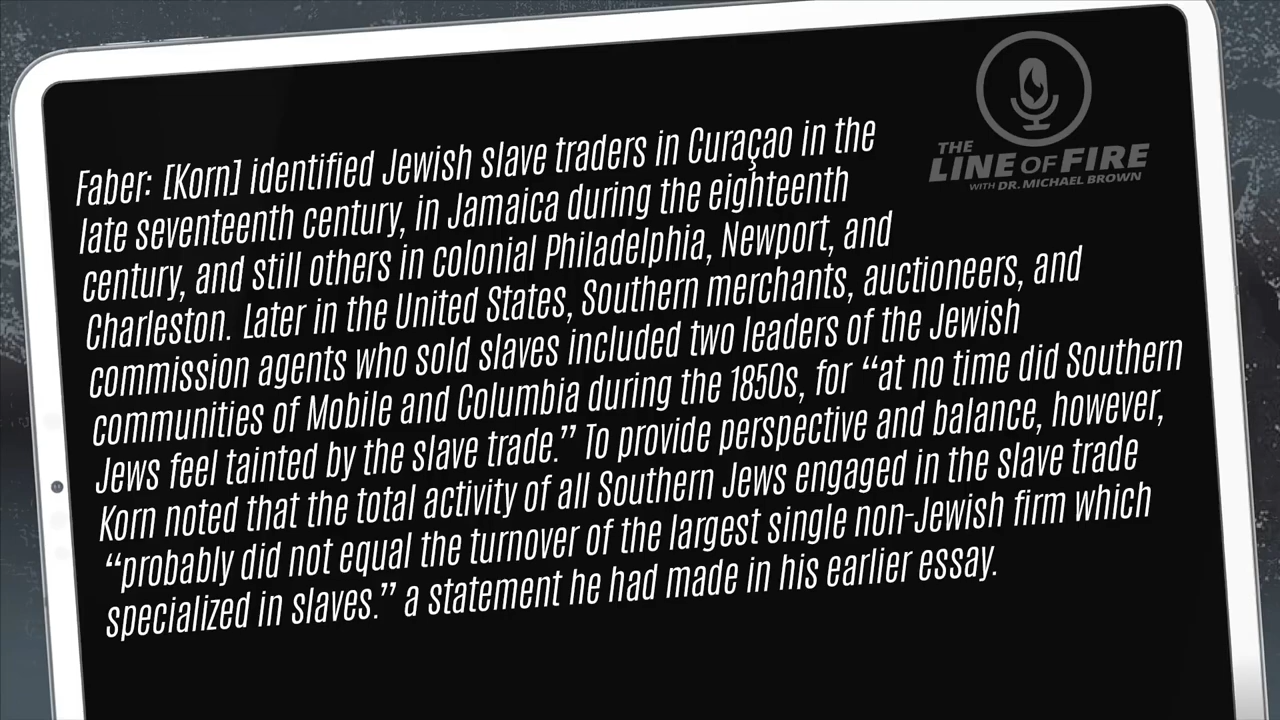 THE
LINE OF FIRE
WITH DR. MICHAEL BROWN
Faber: [Korn] identified Jewish slave traders in Curaçao in the
late seventeenth century, in Jamaica during the eighteenth
century, and still others in colonial Philadelphia, Newport, and
Charleston. Later in the United States, Southern merchants, auctioneers, and
commission agents who sold slaves included two leaders of the Jewish
communities of Mobile and Columbia during the 1850s, for “at no time did Southern
Jews feel tainted by the slave trade.” To provide perspective and balance, however,
Korn noted that the total activity of all Southern Jews engaged in the slave trade
“probably did not equal the turnover of the largest single non-Jewish firm which
specialized in slaves.” a statement he had made in his earlier essay.